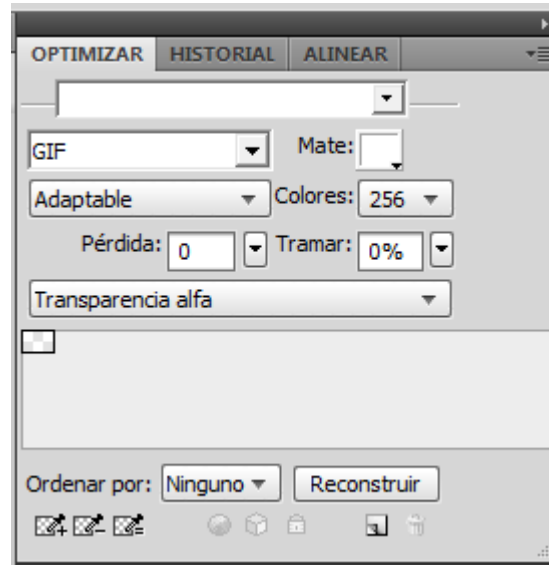 OPTIMIZAR HISTORIAL ALINEAR
GIF Mate:
Adaptable Colores: 256
Pérdida: 0 Tramar: 0%
Transparencia alfa
Ordenar por: Ninguno Reconstruir